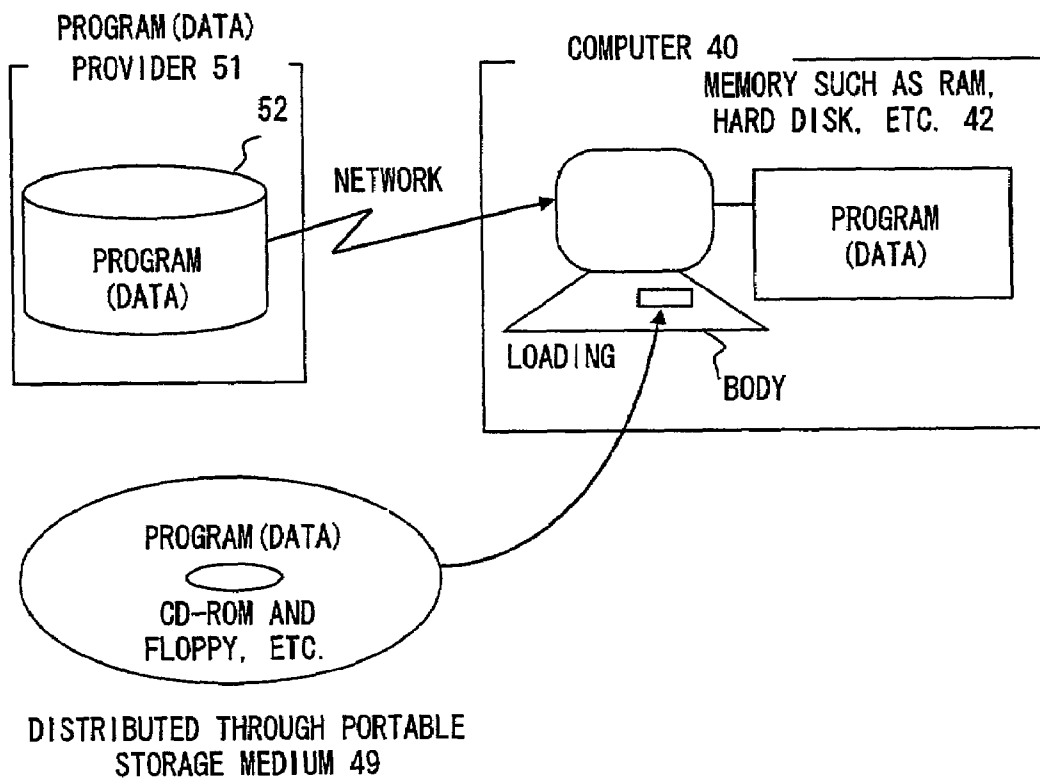 PROGRAM(DATA)
PROVIDER 51
52
PROGRAM
(DATA)
NETWORK
COMPUTER 40
MEMORY SUCH AS RAM,
HARD DISK, ETC. 42
PROGRAM
(DATA)
LOADING
BODY
PROGRAM(DATA)
CD-ROM AND
FLOPPY, ETC.
DISTRIBUTED THROUGH PORTABLE
STORAGE MEDIUM 49